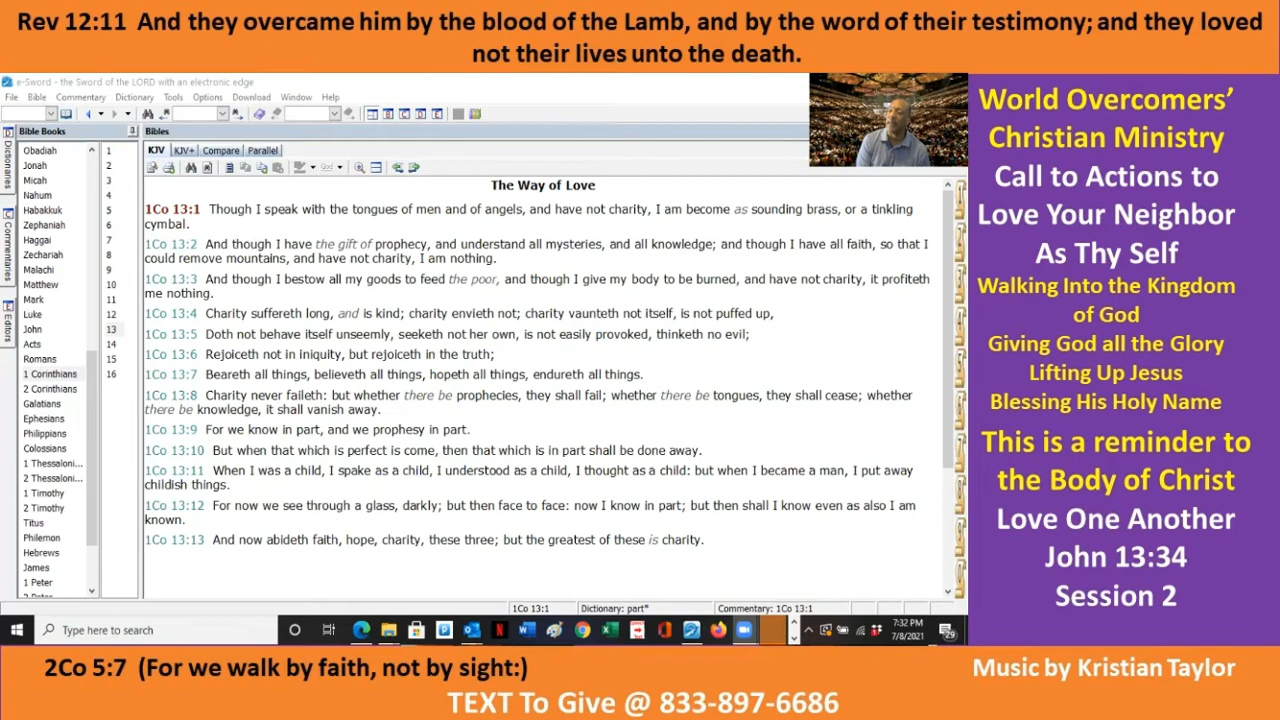 Rev 12:11 And they overcame him by the blood of the Lamb, and by the word of their testimony; and they loved
not their lives unto the death.
e-Sword - the Sword of the LORD with an electronic edge
File Bible Commentary Dictionary Tools Options Download Window Help
Bible Books
Bibles
KJV KJV+ Compare Parallel
Dictionaries
Commentaries
Editors
Obadiah 1
Jonah 2
Micah 3
Nahum 4
Habakkuk 5
Zephaniah 6
Haggai 7
Zechariah 8
Malachi 9
Matthew 10
Mark 11
Luke 12
John 13
Acts 14
Romans 15
1 Corinthians 16
2 Corinthians
Galatians
Ephesians
Philippians
Colossians
1 Thessaloni...
2 Thessaloni...
1 Timothy
2 Timothy
Titus
Philemon
Hebrews
James
1 Peter
The Way of Love
1Co 13:1 Though I speak with the tongues of men and of angels, and have not charity, I am become as sounding brass, or a tinkling
cymbal.
1Co 13:2 And though I have the gift of prophecy, and understand all mysteries, and all knowledge; and though I have all faith, so that I
could remove mountains, and have not charity, I am nothing.
1Co 13:3 And though I bestow all my goods to feed the poor, and though I give my body to be burned, and have not charity, it profiteth
me nothing.
1Co 13:4 Charity suffereth long, and is kind; charity envieth not; charity vaunteth not itself, is not puffed up,
1Co 13:5 Doth not behave itself unseemly, seeketh not her own, is not easily provoked, thinketh no evil;
1Co 13:6 Rejoiceth not in iniquity, but rejoiceth in the truth;
1Co 13:7 Beareth all things, believeth all things, hopeth all things, endureth all things.
1Co 13:8 Charity never faileth: but whether there be prophecies, they shall fail; whether there be tongues, they shall cease; whether
there be knowledge, it shall vanish away.
1Co 13:9 For we know in part, and we prophesy in part.
1Co 13:10 But when that which is perfect is come, then that which is in part shall be done away.
1Co 13:11 When I was a child, I spake as a child, I understood as a child, I thought as a child: but when I became a man, I put away
childish things.
1Co 13:12 For now we see through a glass, darkly; but then face to face: now I know in part; but then shall I know even as also I am
known.
1Co 13:13 And now abideth faith, hope, charity, these three; but the greatest of these is charity.
1Co 13:1 Dictionary: part* Commentary: 1Co 13:1
Type here to search
7:32 PM
7/8/2021
29
World Overcomers'
Christian Ministry
Call to Actions to
Love Your Neighbor
As Thy Self
Walking Into the Kingdom
of God
Giving God all the Glory
Lifting Up Jesus
Blessing His Holy Name
This is a reminder to
the Body of Christ
Love One Another
John 13:34
Session 2
2Co 5:7 (For we walk by faith, not by sight:)
Music by Kristian Taylor
TEXT To Give @ 833-897-6686